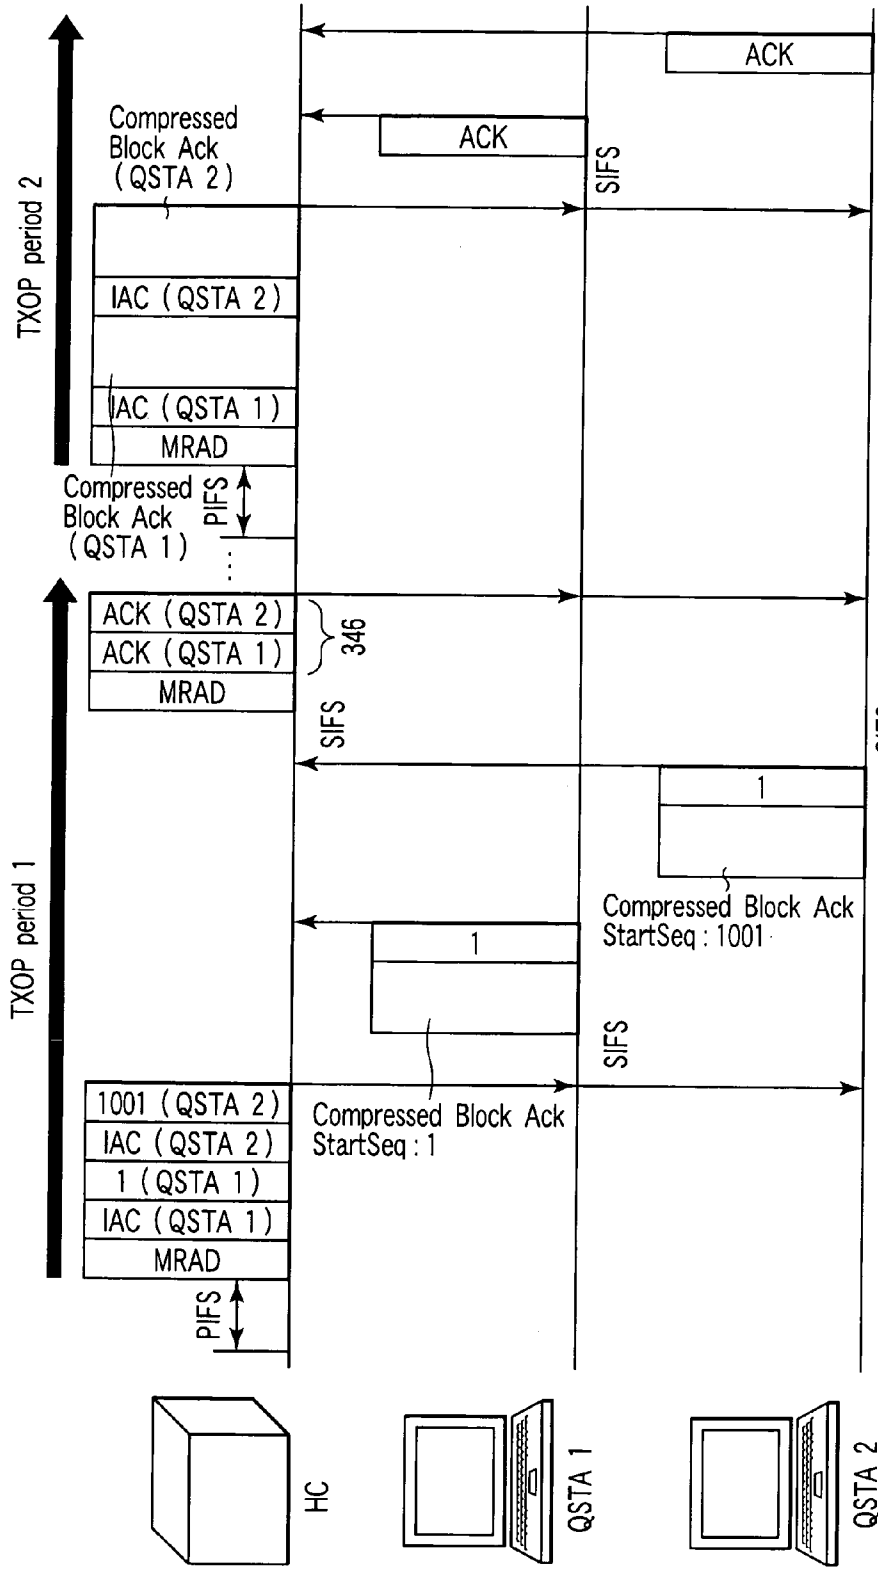 TXOP period 1
TXOP period 2
HC
PIFS
MRAD
IAC (QSTA 1)
1 (QSTA 1)
IAC (QSTA 2)
1001 (QSTA 2)
MRAD
ACK (QSTA 1)
ACK (QSTA 2)
346
SIFS
PIFS
MRAD
IAC (QSTA 1)
IAC (QSTA 2)
Compressed
Block Ack
(QSTA 1)
Compressed
Block Ack
(QSTA 2)
QSTA 1
Compressed Block Ack
StartSeq : 1
1
ACK
SIFS
SIFS
QSTA 2
Compressed Block Ack
StartSeq : 1001
1
ACK